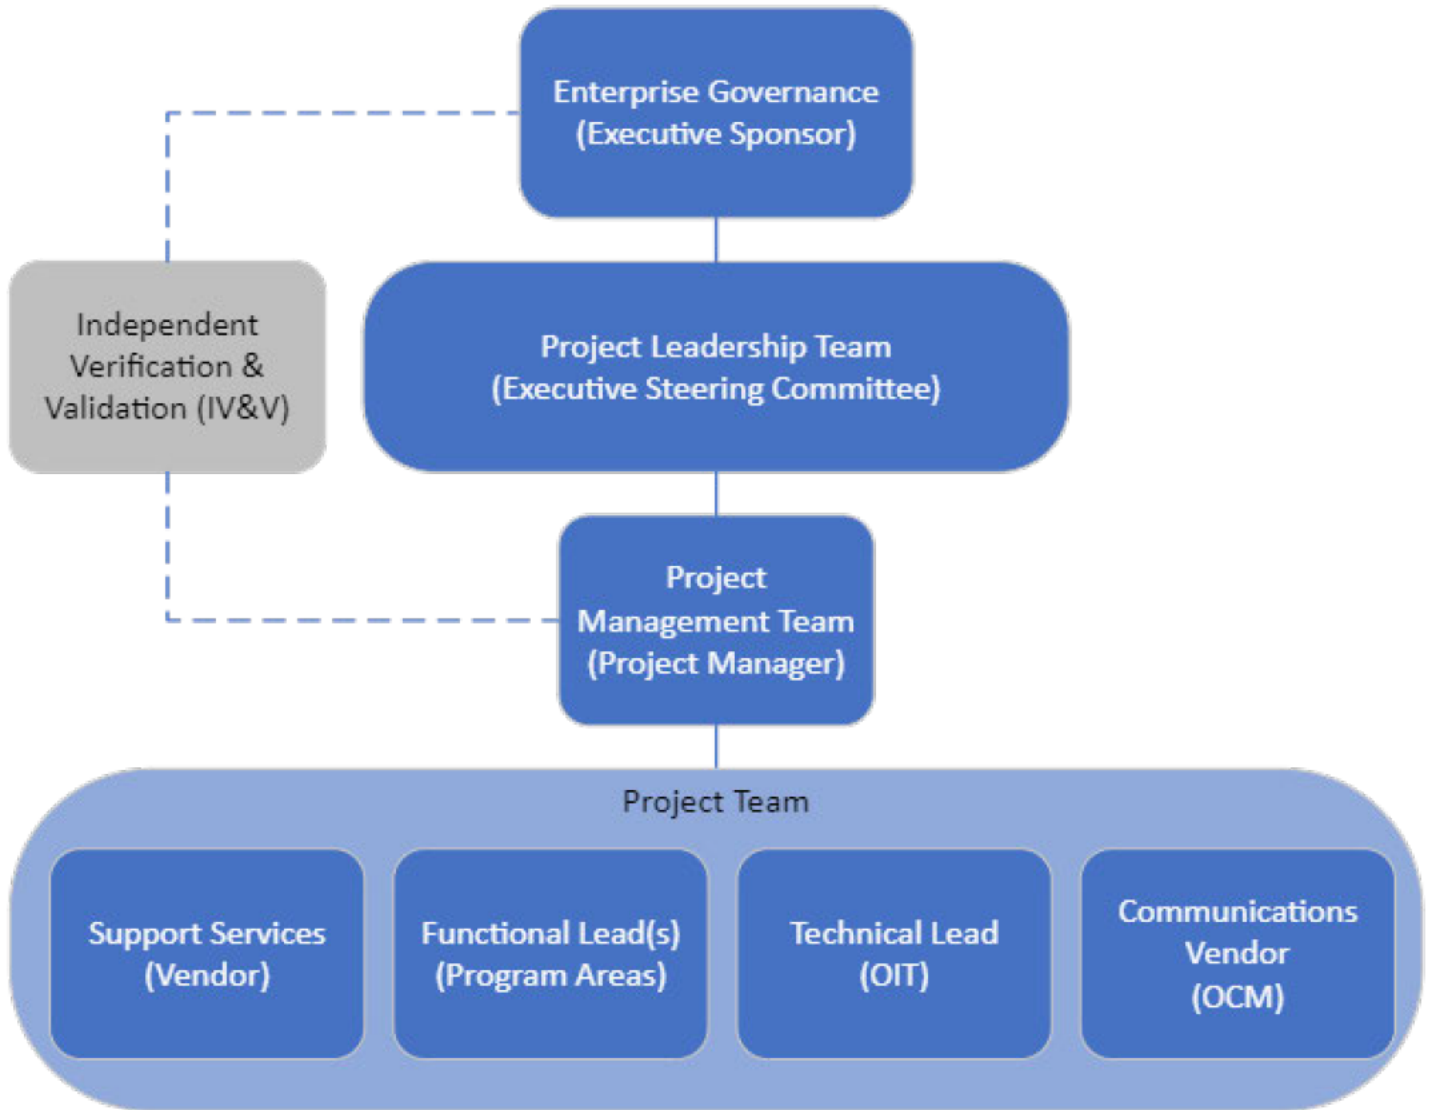 Enterprise Governance
(Executive Sponsor)
Independent
Verification &
Validation (IV&V)
Project Leadership Team
(Executive Steering Committee)
Project
Management Team
(Project Manager)
Project Team
Support Services
(Vendor)
Functional Lead(s)
(Program Areas)
Technical Lead
(OIT)
Communications
Vendor
(OCM)